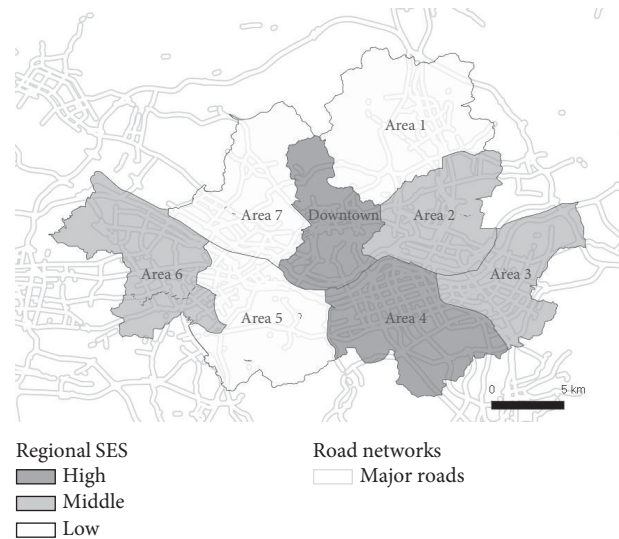 Area 1
Area 7
Downtown
Area 2
Area 6
Area 3
Area 5
Area 4
0 5 km
Regional SES
High
Middle
Low
Road networks
Major roads